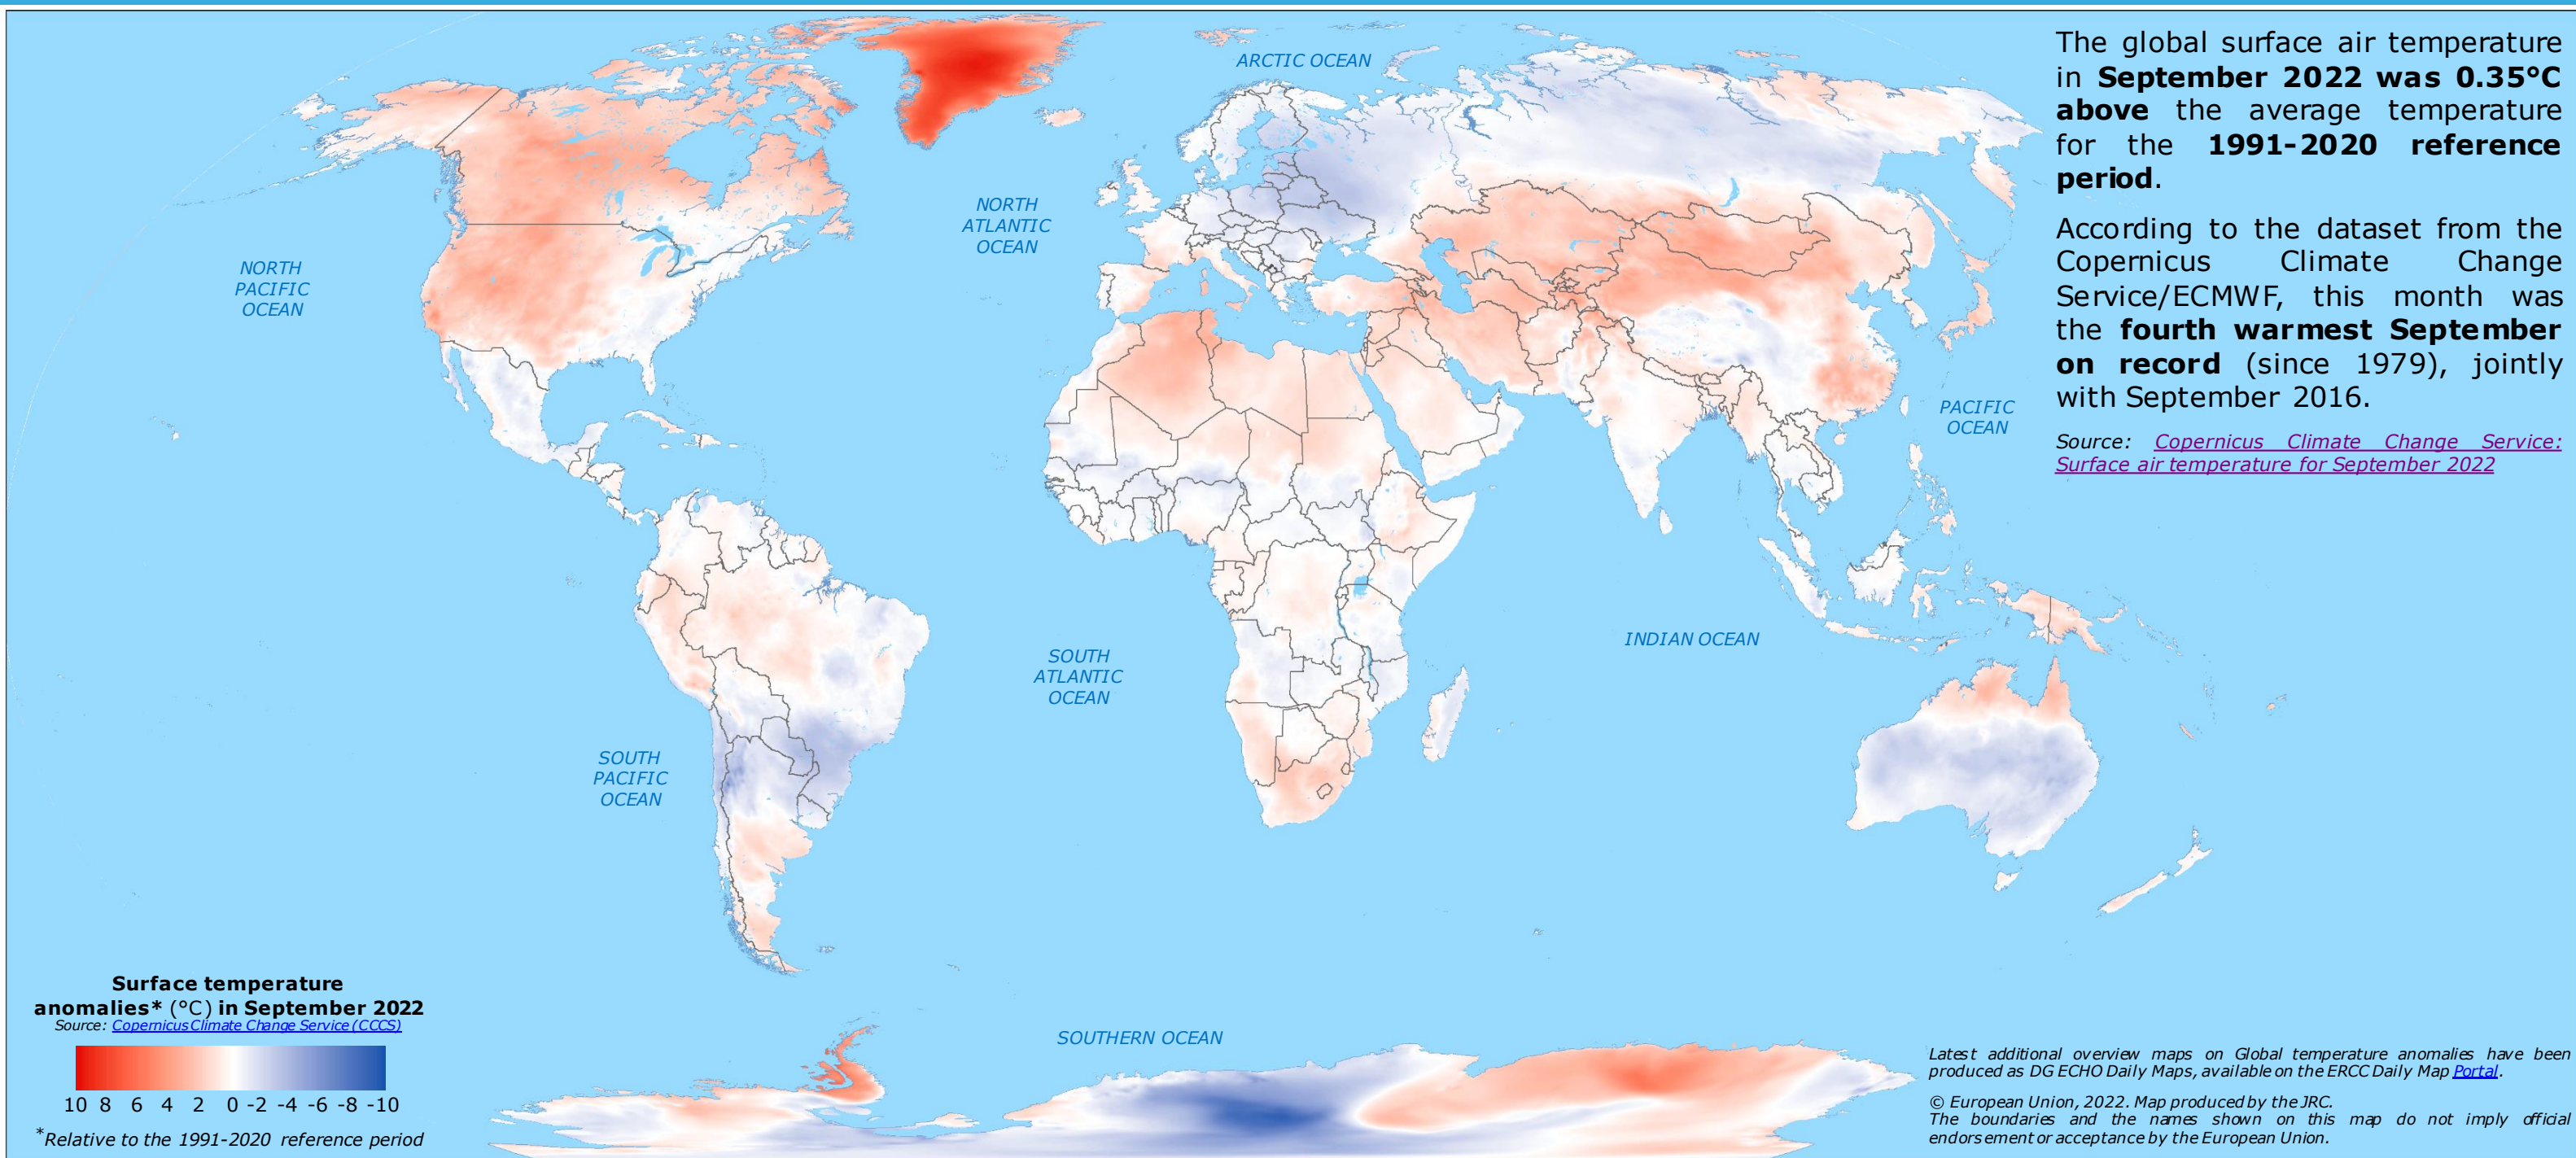 The global surface air temperature
in September 2022 was 0.35°C
above the average temperature
for the 1991-2020 reference
period.
According to the dataset from the
Copernicus Climate Change
Service/ECMWF, this month was
the fourth warmest September
on record (since 1979), jointly
with September 2016.
Source: Copernicus Climate Change Service:
Surface air temperature for September 2022
ARCTIC OCEAN
NORTH
ATLANTIC
OCEAN
NORTH
PACIFIC
OCEAN
PACIFIC
OCEAN
INDIAN OCEAN
SOUTH
ATLANTIC
OCEAN
SOUTH
PACIFIC
OCEAN
SOUTHERN OCEAN
Surface temperature
anomalies* (°C) in September 2022
Source: Copernicus Climate Change Service (CCCS)
10 8 6 4 2 0 -2 -4 -6 -8 -10
*Relative to the 1991-2020 reference period
Latest additional overview maps on Global temperature anomalies have been
produced as DG ECHO Daily Maps, available on the ERCC Daily Map Portal.
© European Union, 2022. Map produced by the JRC.
The boundaries and the names shown on this map do not imply official
endorsement or acceptance by the European Union.